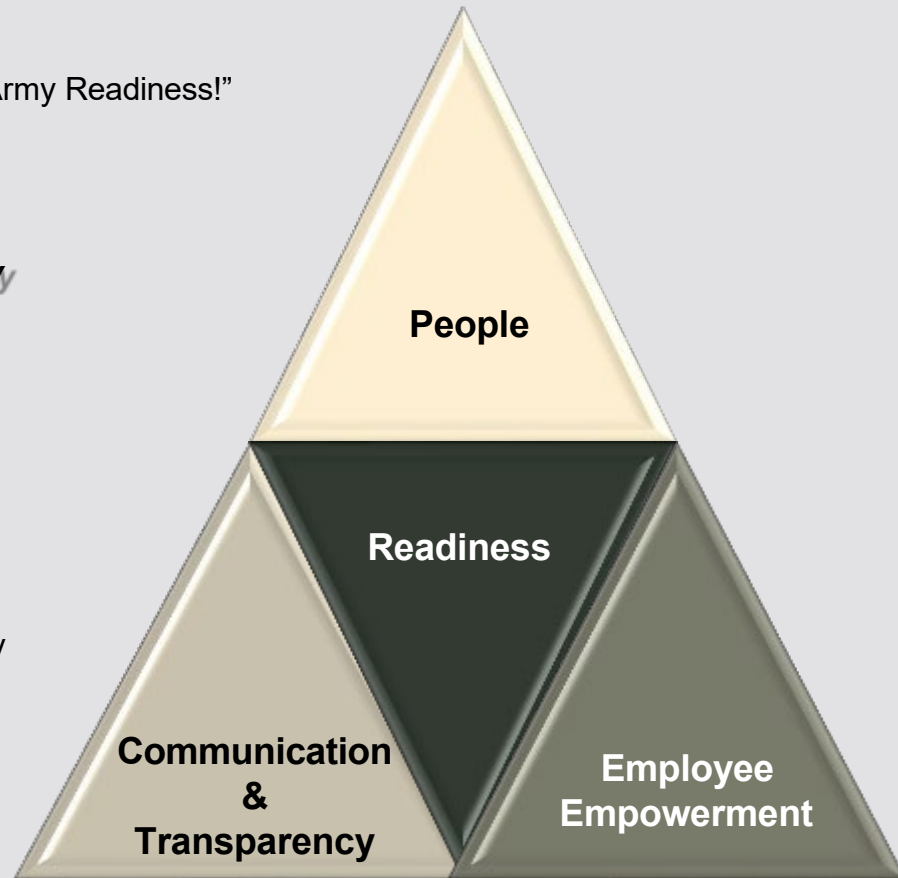 Army Readiness!”
y
People
Readiness
y
Communication
&
Transparency
Employee
Empowerment